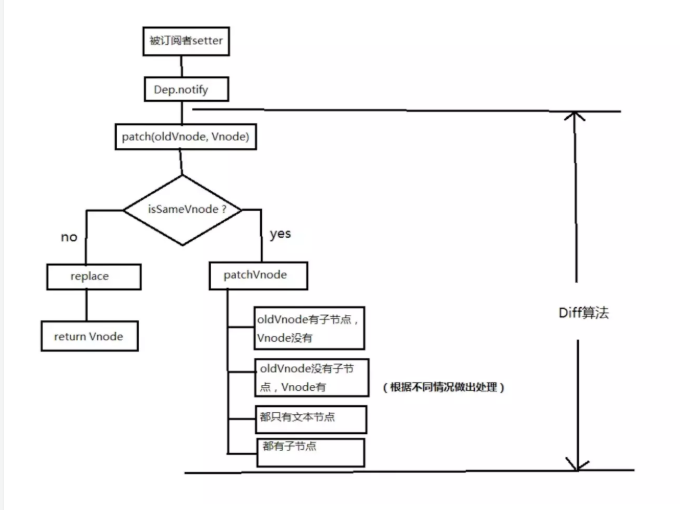 被订阅者setter
Dep.notify
patch(oldVnode, Vnode)
isSameVnode ?
no
yes
replace
patchVnode
return Vnode
oldVnode有子节点，
Vnode没有
Diff算法
oldVnode没有子节
点，Vnode有
（根据不同情况做出处理）
都只有文本节点
都有子节点